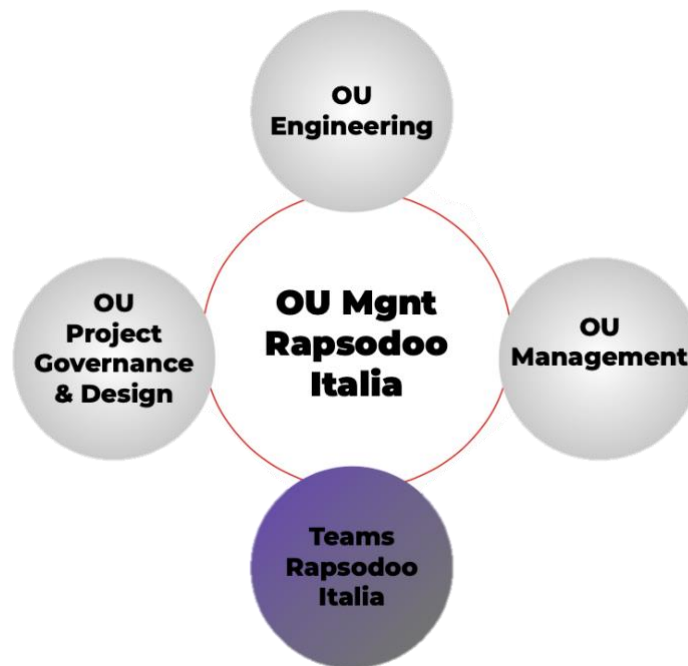 OU
Engineering
OU
Project
Governance
& Design
OU Mgnt
Rapsodoo
Italia
OU
Management
Teams
Rapsodoo
Italia